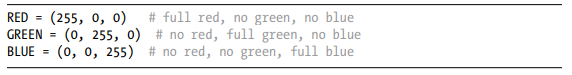 RED = (255, 0, 0)   # full red, no green, no blue
GREEN = (0, 255, 0)  # no red, full green, no blue
BLUE = (0, 0, 255)  # no red, no green, full blue